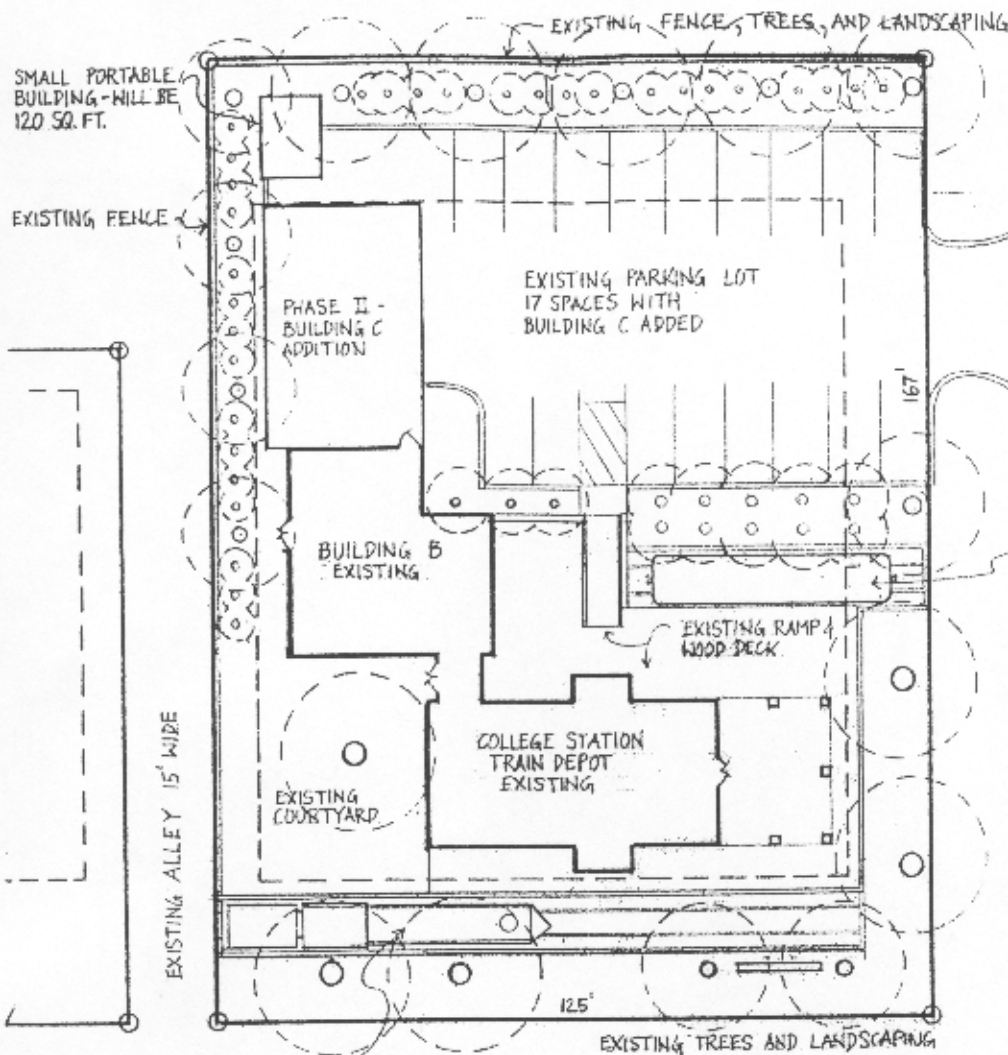 EXISTING FENCE, TREES, AND LANDSCAPING
SMALL PORTABLE
BUILDING - WILL BE
120 SQ. FT.
EXISTING FENCE
PHASE II -
BUILDING C
ADDITION
EXISTING PARKING LOT
17 SPACES WITH
BUILDING C ADDED
167'
BUILDING B
EXISTING
EXISTING RAMP &
WOOD DECK
COLLEGE STATION
TRAIN DEPOT
EXISTING
EXISTING
COURTYARD
EXISTING ALLEY 15' WIDE
125'
EXISTING TREES AND LANDSCAPING